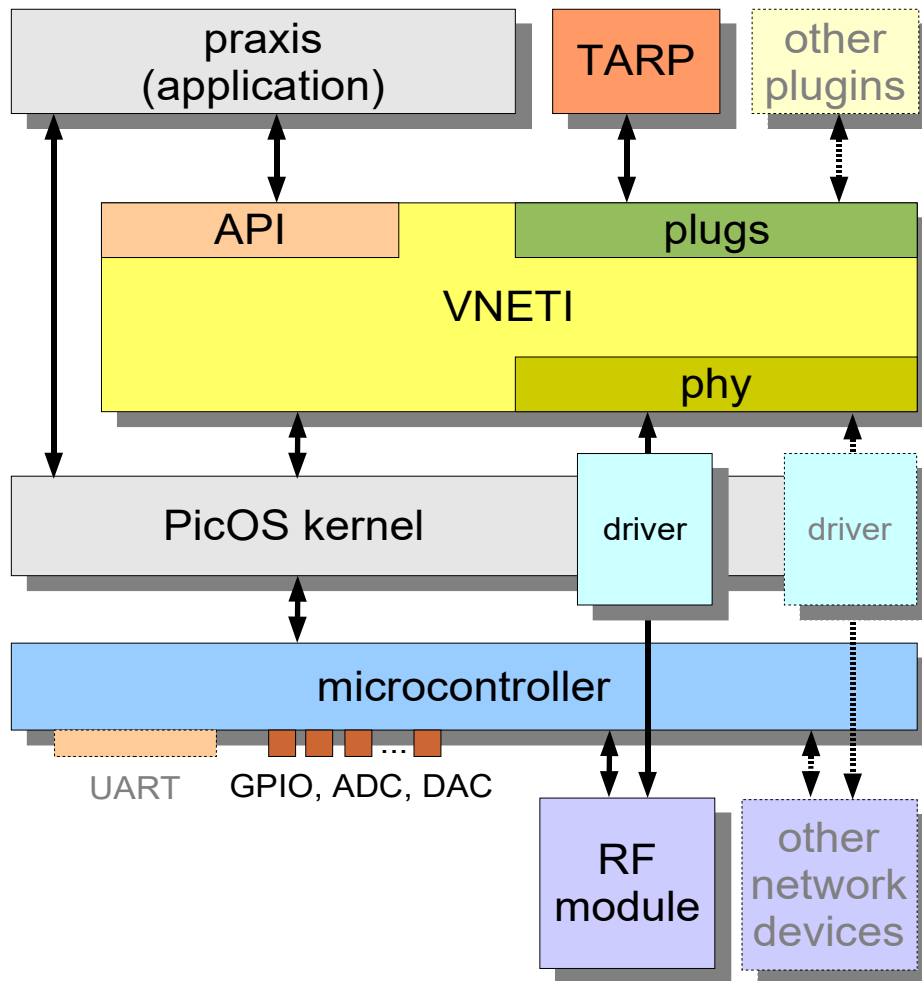 praxis
(application)
TARP
other
plugins
API
plugs
VNETI
phy
PicOS kernel
driver
driver
microcontroller
...
UART
GPIO, ADC, DAC
RF
module
other
network
devices